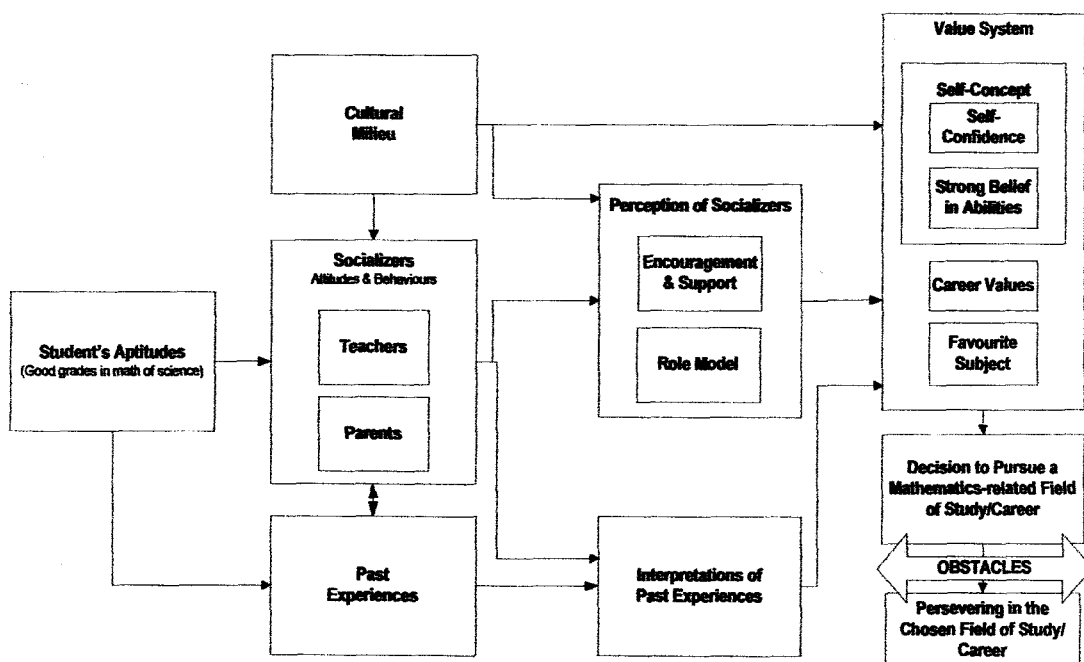 Value System
Self-Concept
Self-
Confidence
Strong Belief
in Abilities
Career Values
Favourite
Subject
Cultural
Milieu
Perception of Socializers
Encouragement
& Support
Role Model
Socializers
Attitudes & Behaviours
Teachers
Parents
Student's Aptitudes
(Good grades in math of science)
Past
Experiences
Interpretations of
Past Experiences
Decision to Pursue a
Mathematics-related Field
of Study/Career
OBSTACLES
Persevering in the
Chosen Field of Study/
Career